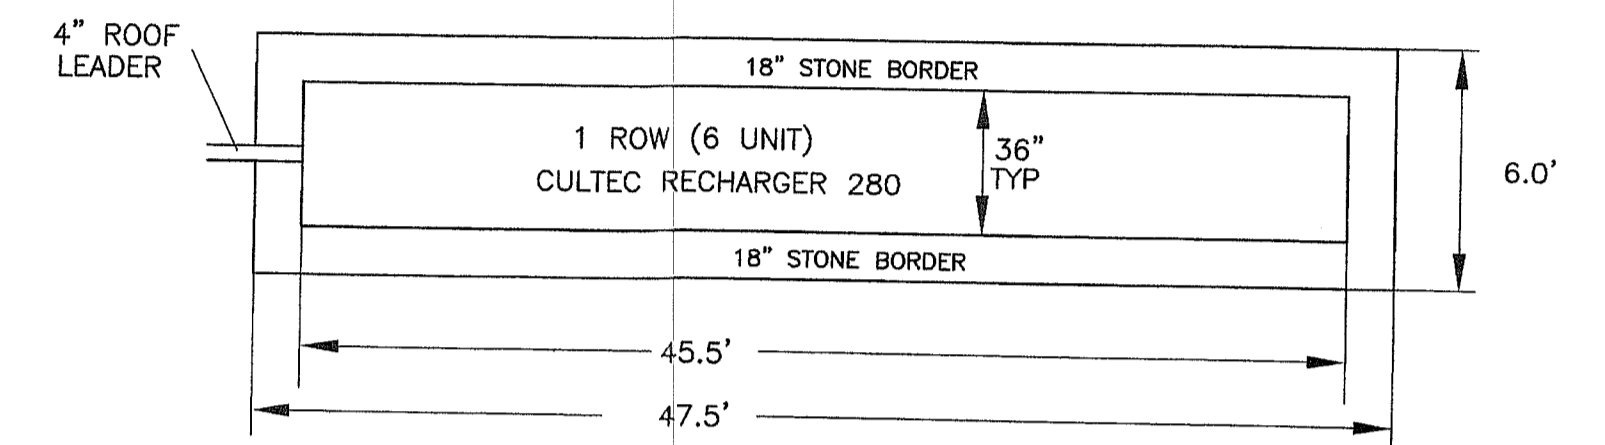 4” ROOF
LEADER
18” STONE BORDER
1 ROW (6 UNIT)
CULTEC RECHARGER 280
36”
TYP
6.0’
18” STONE BORDER
45.5’
47.5’